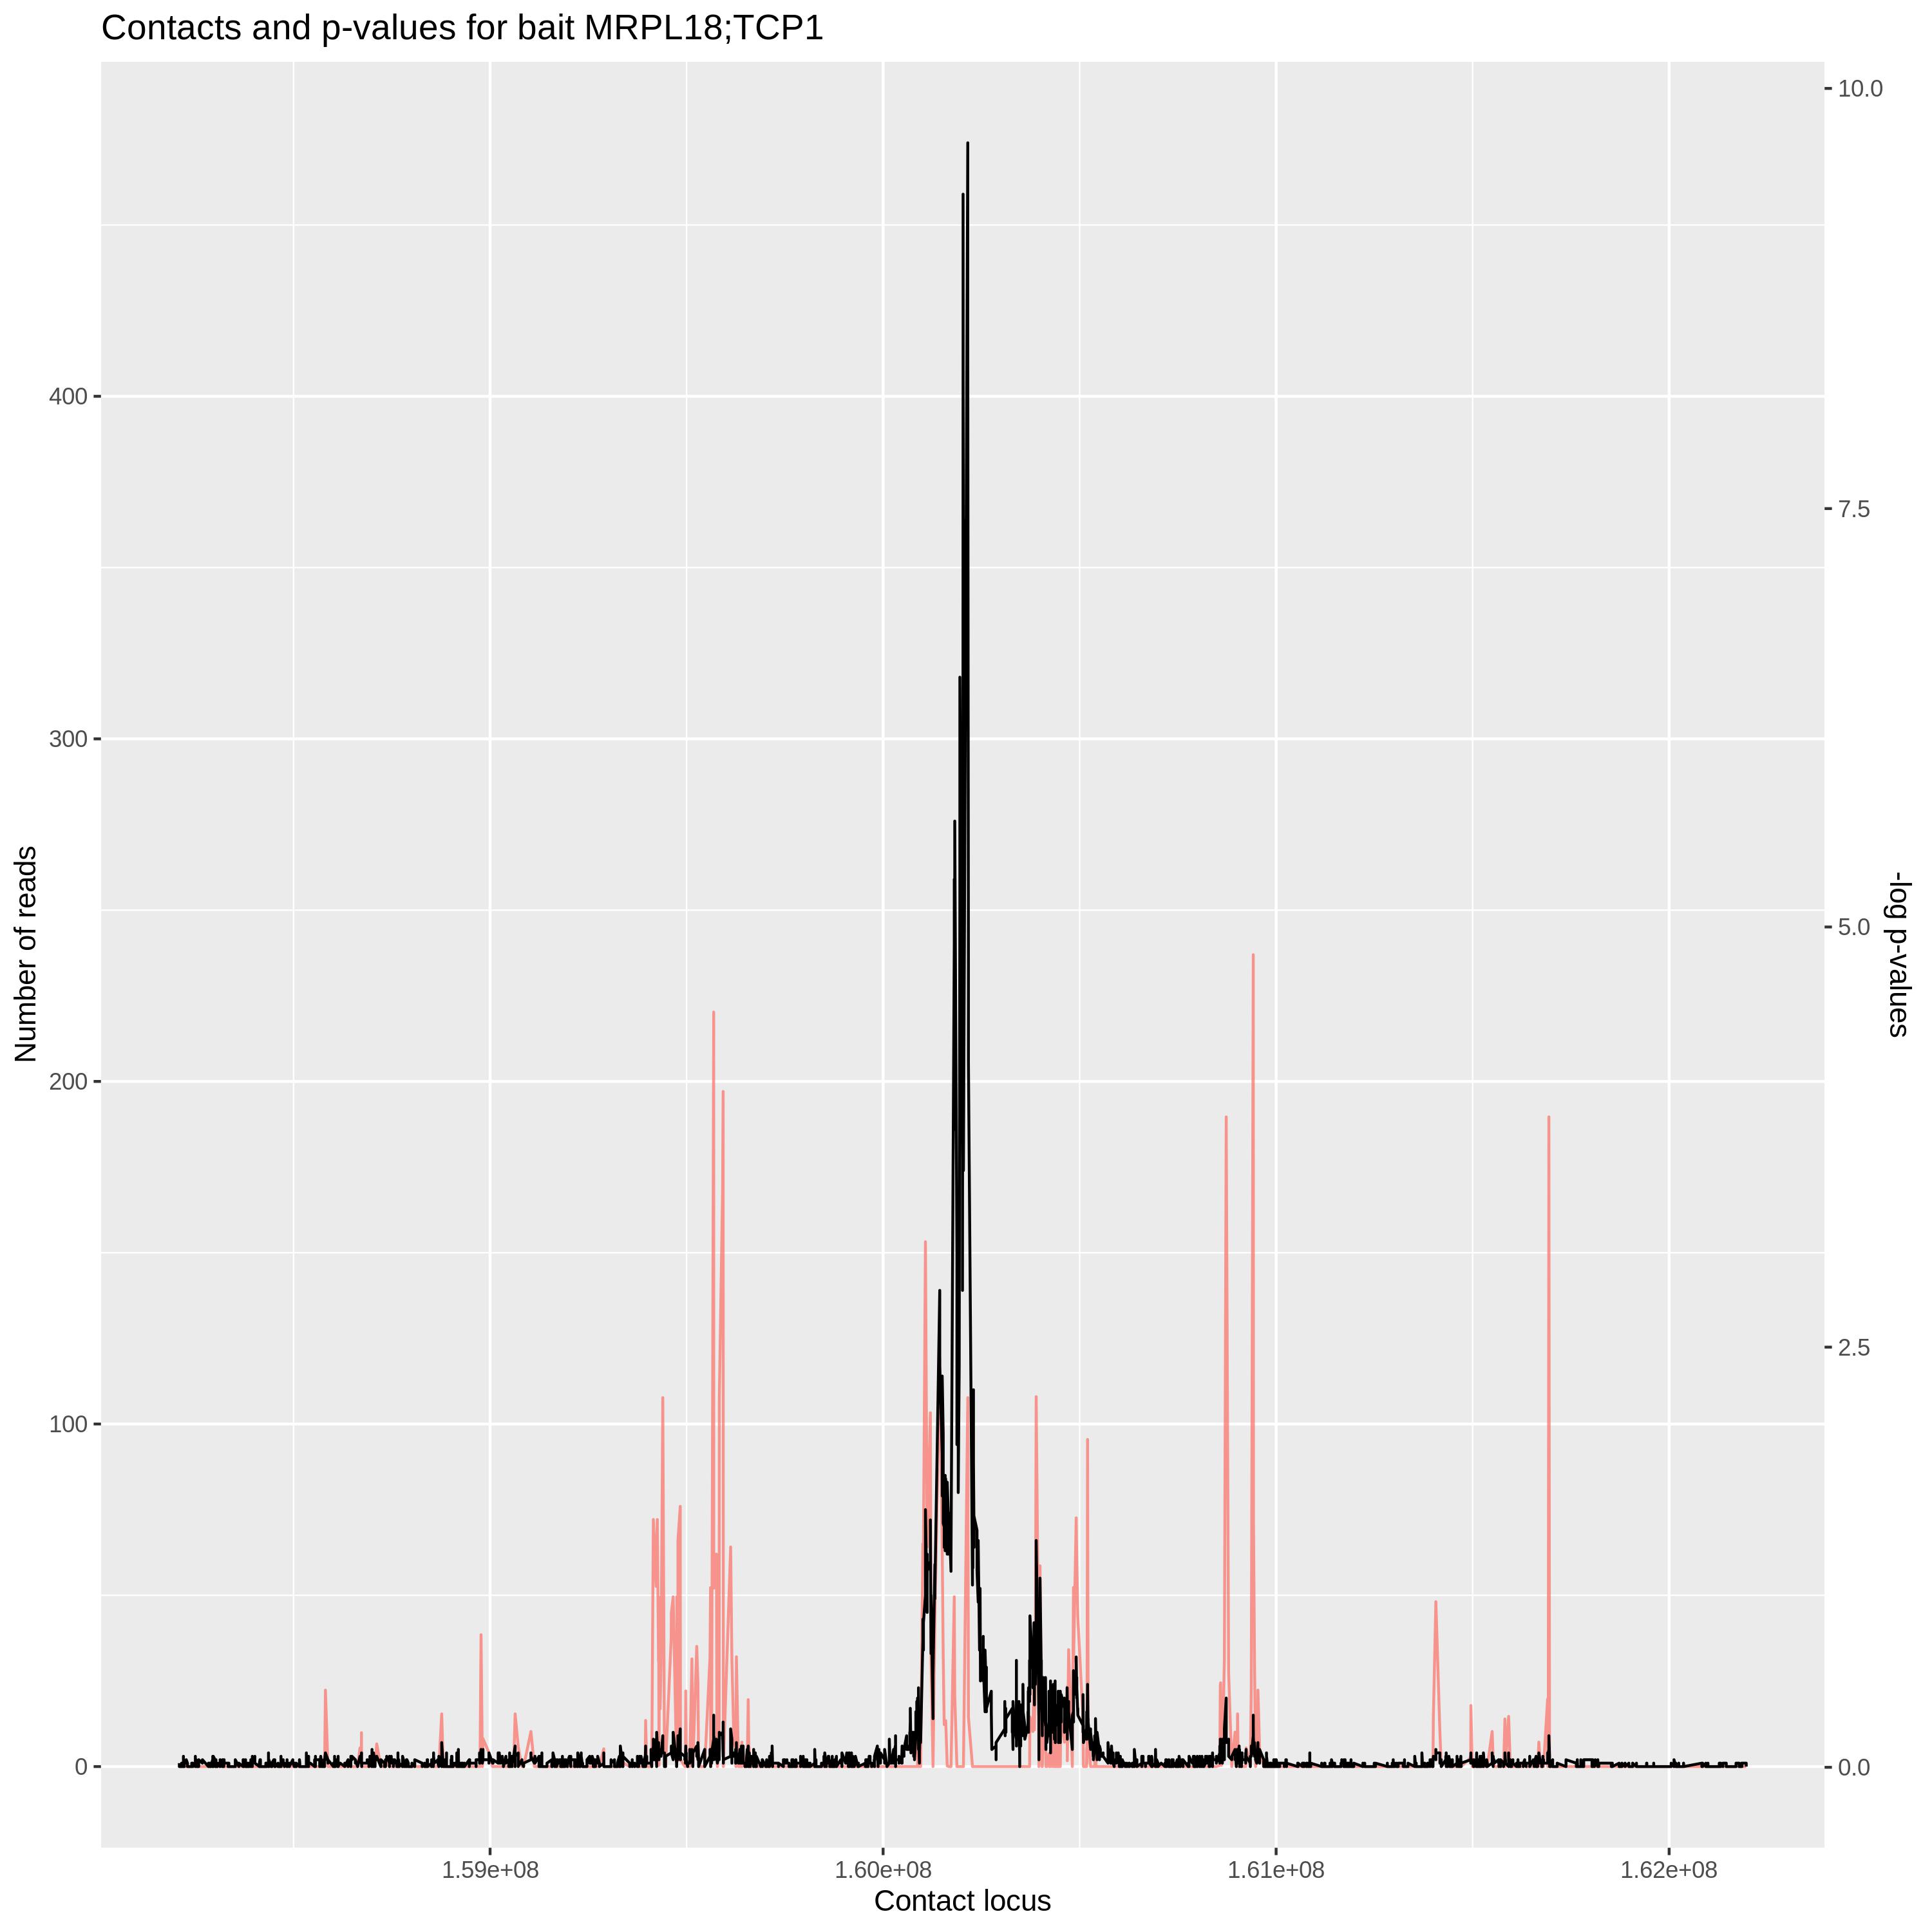 Contacts and p-values for bait MRPL18;TCP1
Number of reads
400
300
200
100
0
10.0
7.5
5.0
2.5
0.0
-log p-values
1.59e+08
1.60e+08
1.61e+08
1.62e+08
Contact locus